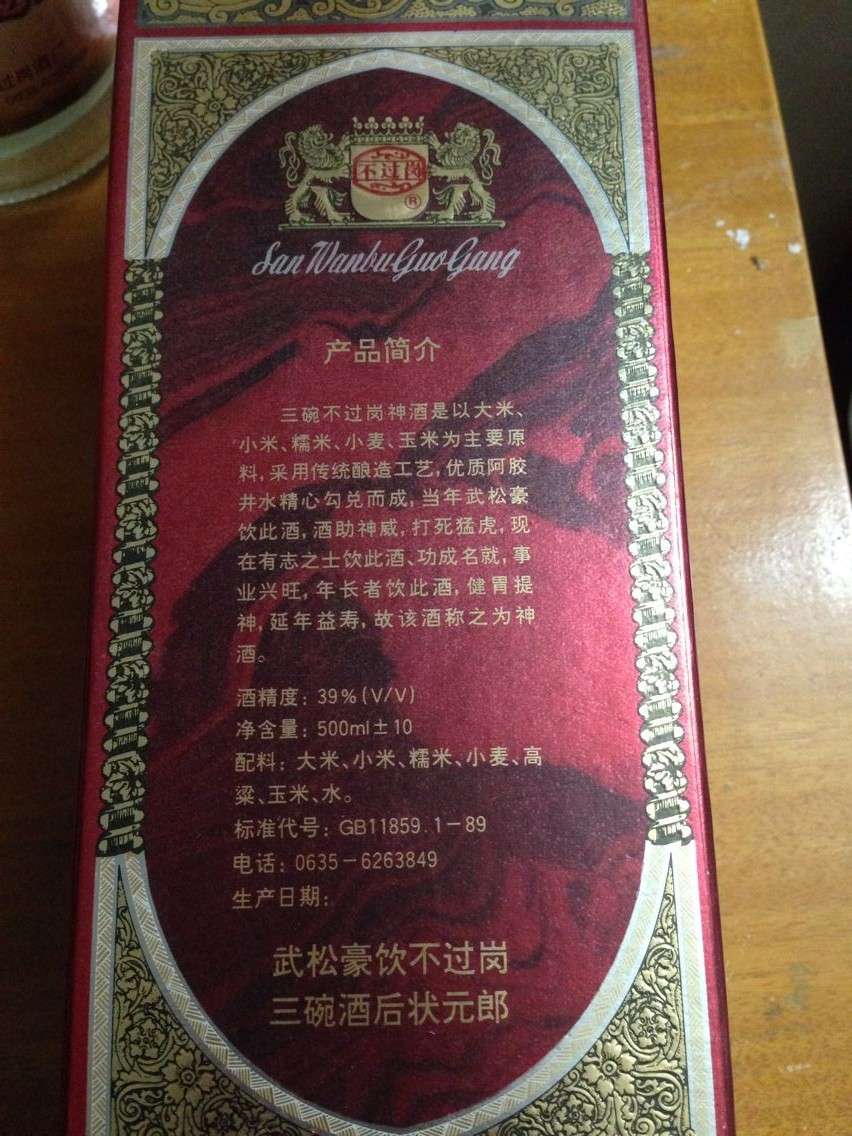 不过岗
®
San Wanbu Guo Gang
产品简介
三碗不过岗神酒是以大米、
小米、糯米、小麦、玉米为主要原
料,采用传统酿造工艺,优质阿胶
井水精心勾兑而成,当年武松豪
饮此酒,酒助神威,打死猛虎,现
在有志之士饮此酒、功成名就,事
业兴旺,年长者饮此酒,健胃提
神,延年益寿,故该酒称之为神
酒。
酒精度: 39%(V/V)
净含量: 500ml±10
配料: 大米、小米、糯米、小麦、高
粱、玉米、水。
标准代号: GB11859.1-89
电话: 0635-6263849
生产日期:
武松豪饮不过岗
三碗酒后状元郎